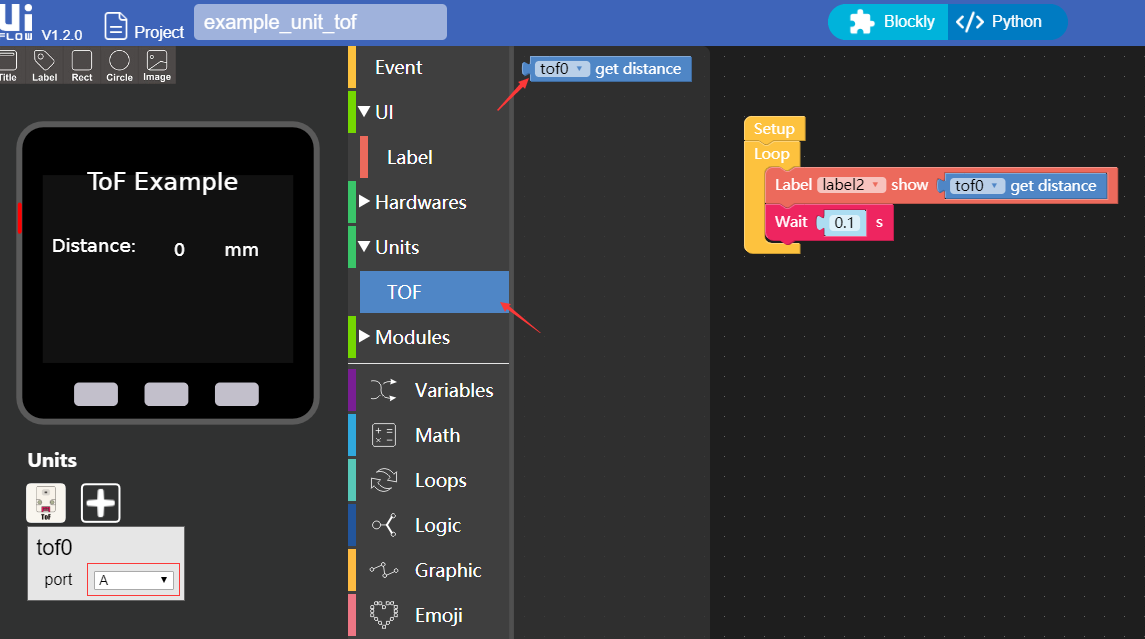 Ui
FLOW V1.2.0
Project
example_unit_tof
Blockly
Python
Title
Label
Rect
Circle
Image
ToF Example
Distance: 0 mm
Units
ToF
tof0
port A
Event
UI
Label
Hardwares
Units
TOF
Modules
Variables
Math
Loops
Logic
Graphic
Emoji
tof0 get distance
Setup
Loop
Label label2 show tof0 get distance
Wait 0.1 s